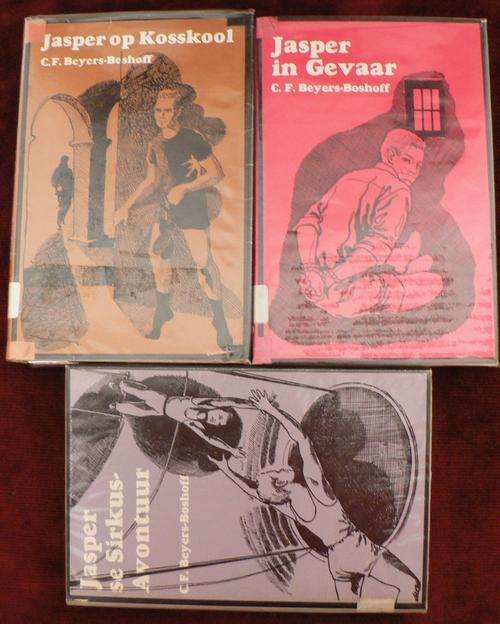 Jasper op Kosskool
C.F. Beyers-Boshoff
Jasper
in Gevaar
C. F. Beyers-Boshoff
Jasper
se Sirkus-
Avontuur
C.F. Beyers-Boshoff